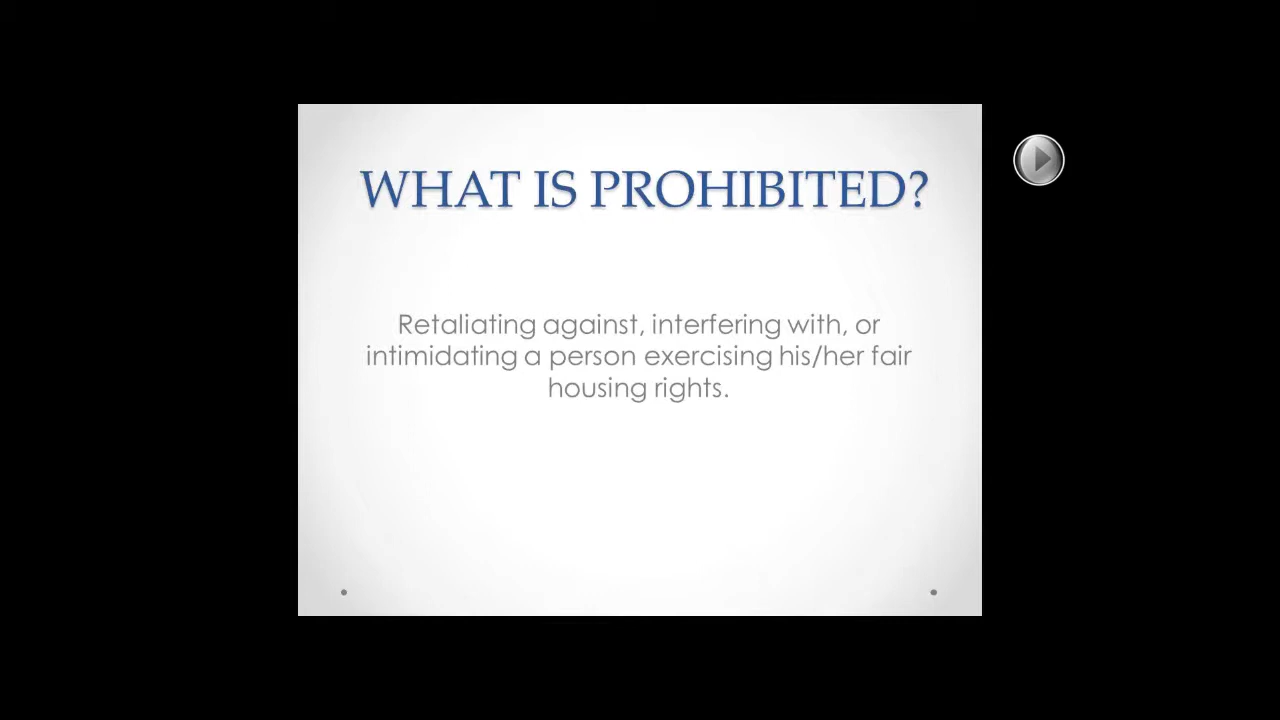 WHAT IS PROHIBITED?
Retaliating against, interfering with, or
intimidating a person exercising his/her fair
housing rights.